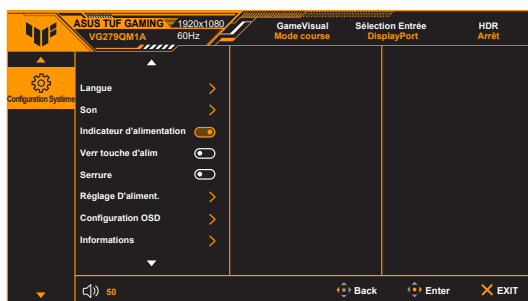 ASUS TUF GAMING 1920x1080 GameVisual Sélection Entrée HDR
VG279QM1A 60Hz Mode course DisplayPort Arrêt
Configuration Système
Langue
Son
Indicateur d'alimentation
Verr touche d'alim
Serrure
Réglage D'aliment.
Configuration OSD
Informations
50 Back Enter EXIT